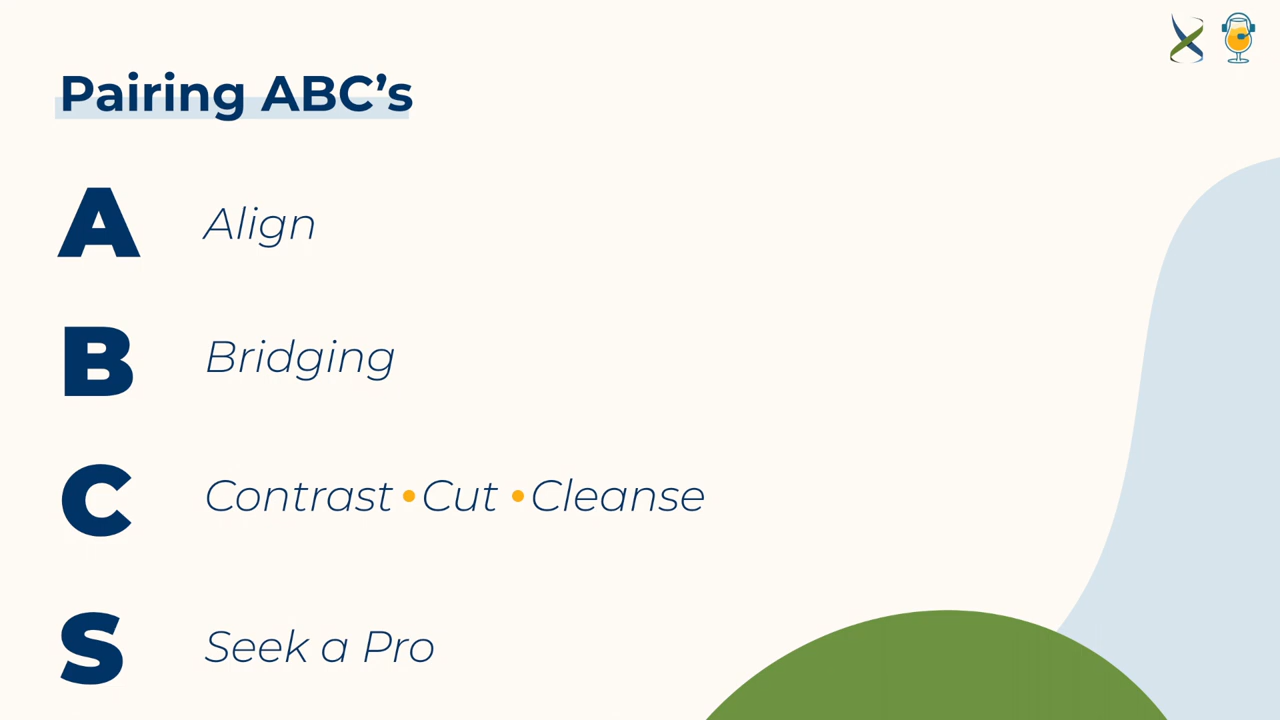 Pairing ABC’s
A Align
B Bridging
C Contrast • Cut • Cleanse
S Seek a Pro